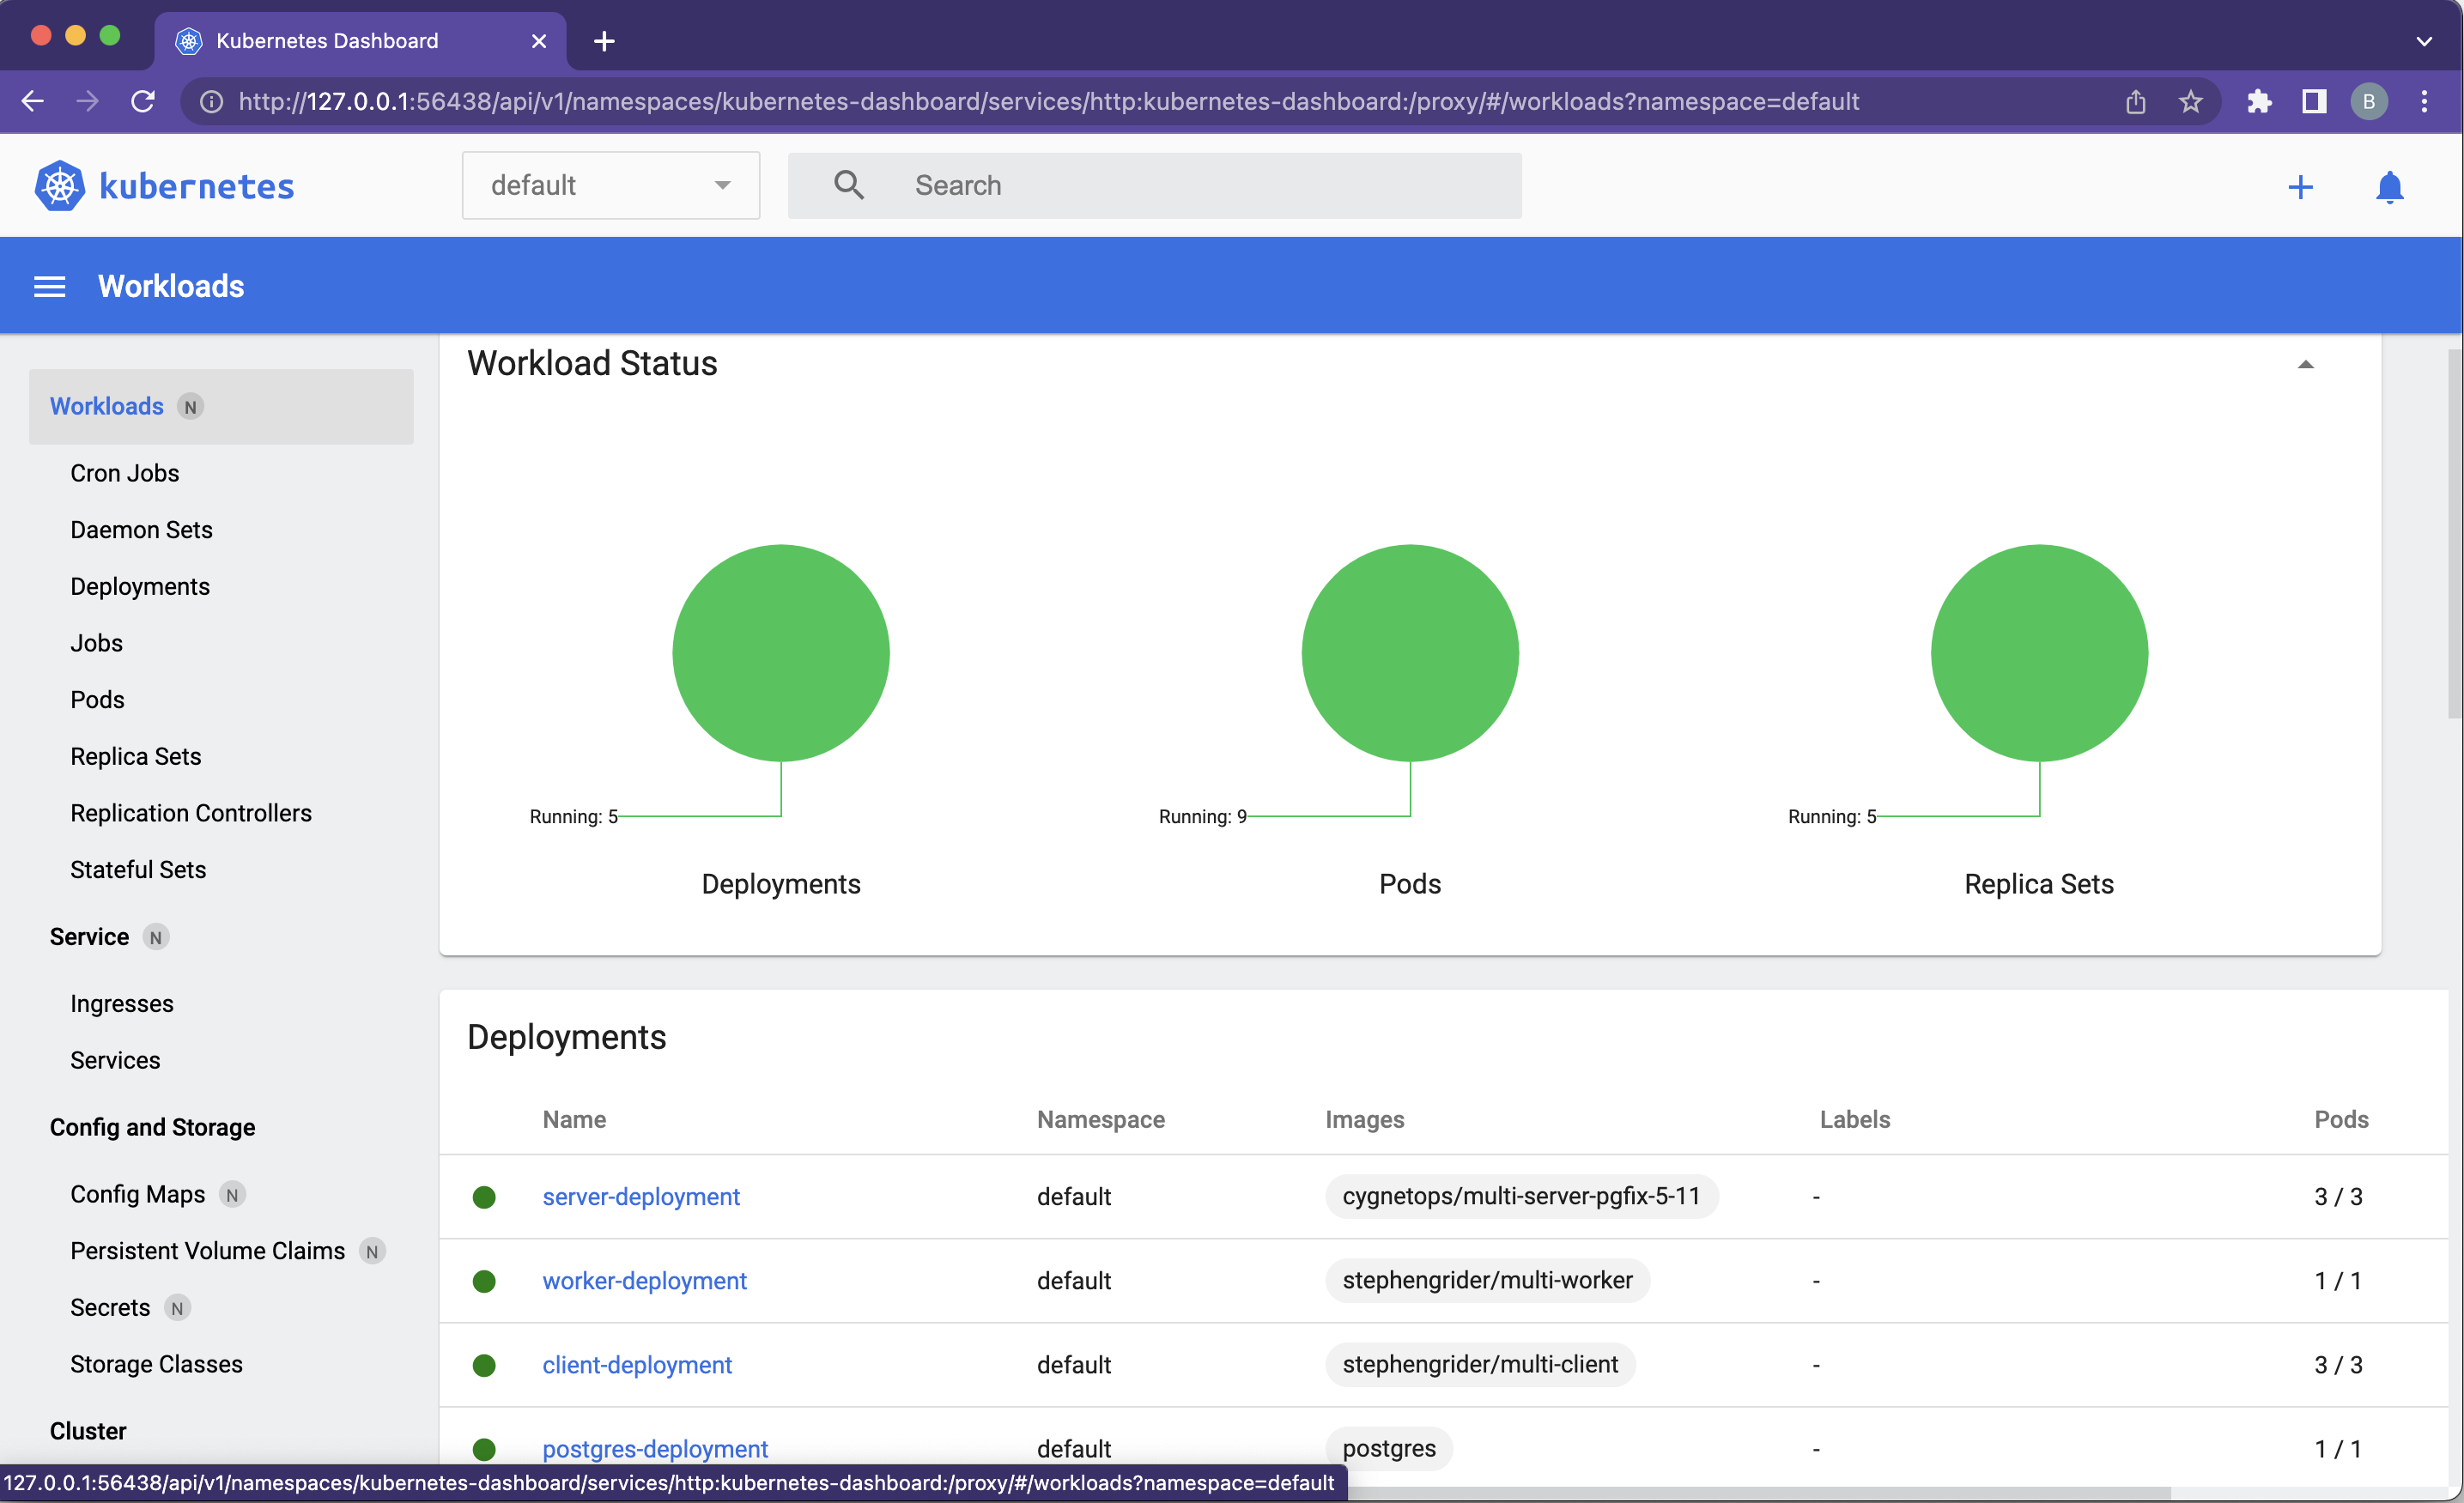 Kubernetes Dashboard
http://127.0.0.1:56438/api/v1/namespaces/kubernetes-dashboard/services/http:kubernetes-dashboard:/proxy/#/workloads?namespace=default
B
kubernetes
default
Search
Workloads
Workloads N
Cron Jobs
Daemon Sets
Deployments
Jobs
Pods
Replica Sets
Replication Controllers
Stateful Sets
Service N
Ingresses
Services
Config and Storage
Config Maps N
Persistent Volume Claims N
Secrets N
Storage Classes
Cluster
Workload Status
Running: 5
Deployments
Running: 9
Pods
Running: 5
Replica Sets
Deployments
Name Namespace Images Labels Pods
server-deployment default cygnetops/multi-server-pgfix-5-11 - 3 / 3
worker-deployment default stephengrider/multi-worker - 1 / 1
client-deployment default stephengrider/multi-client - 3 / 3
postgres-deployment default postgres - 1 / 1
127.0.0.1:56438/api/v1/namespaces/kubernetes-dashboard/services/http:kubernetes-dashboard:/proxy/#/workloads?namespace=default